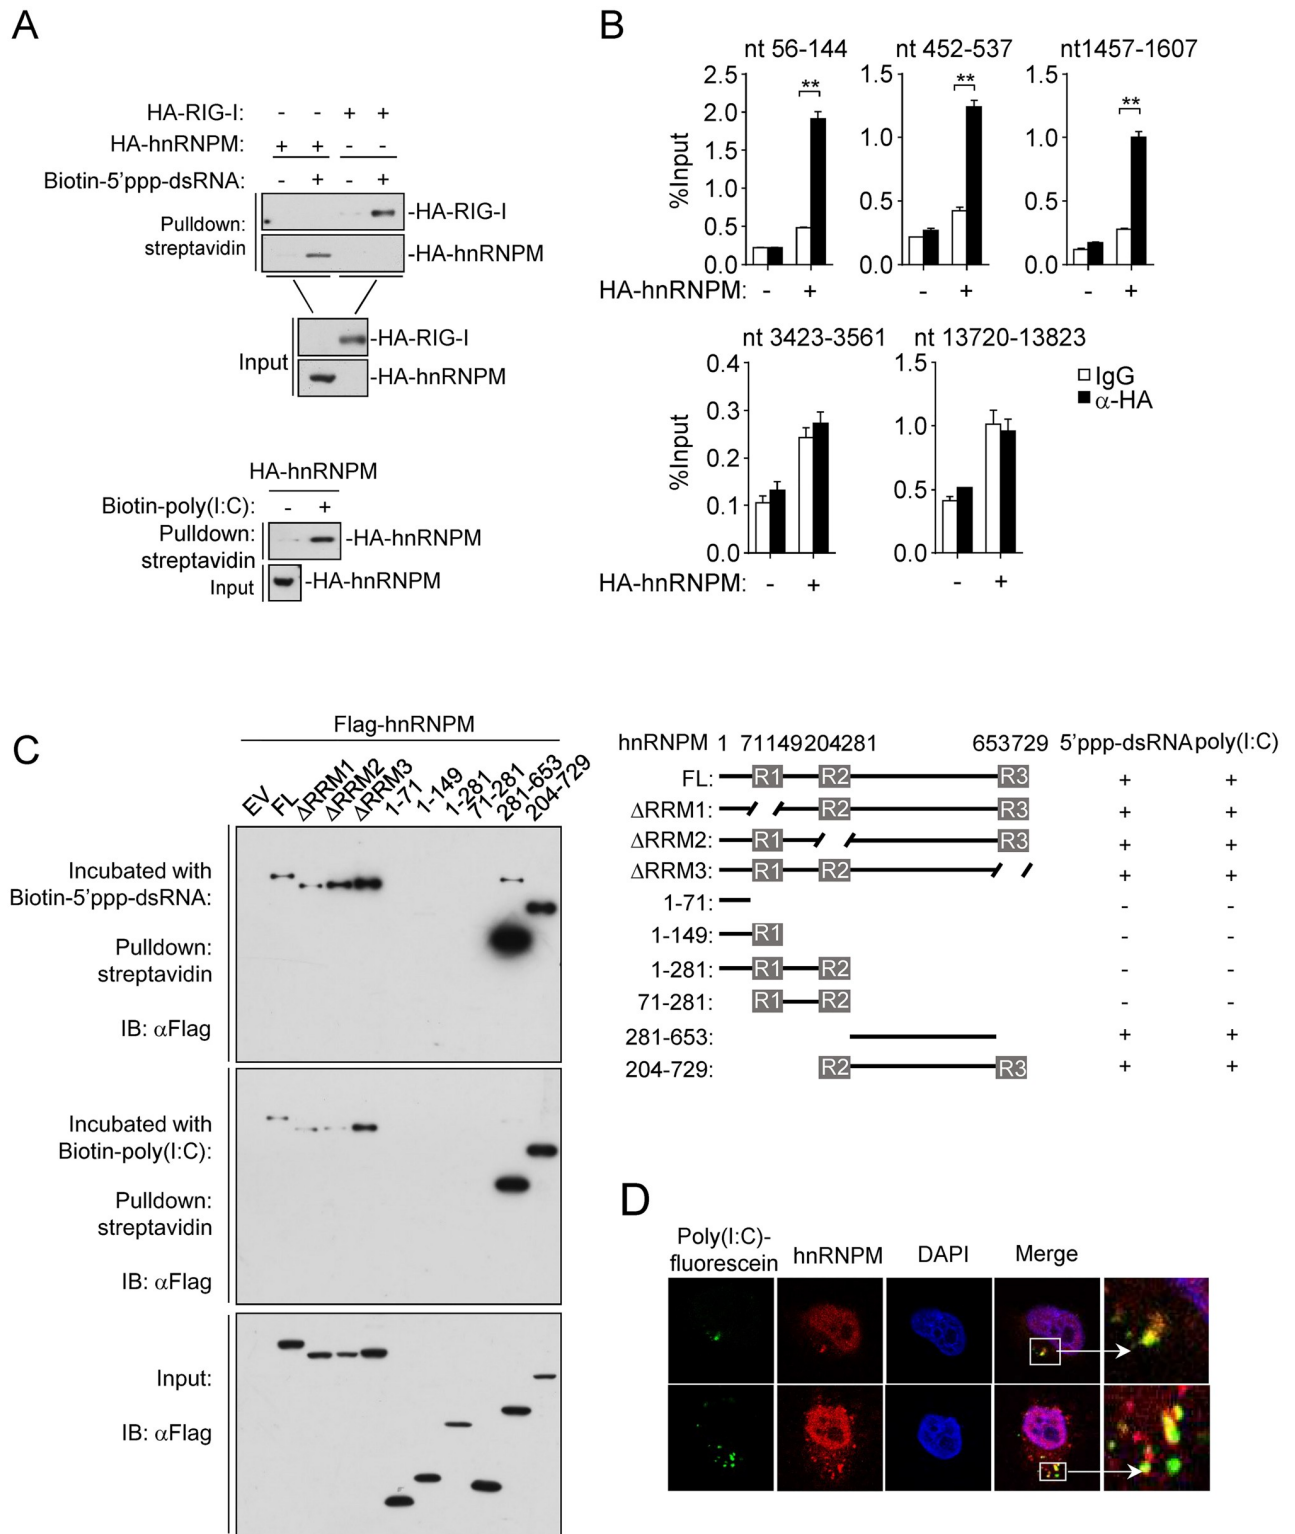 A
HA-RIG-I: - - + +
HA-hnRNPM: + + - -
Biotin-5'ppp-dsRNA: - + - +
Pulldown:
streptavidin
-HA-RIG-I
-HA-hnRNPM
Input
-HA-RIG-I
-HA-hnRNPM
HA-hnRNPM
Biotin-poly(I:C): - +
Pulldown:
streptavidin
-HA-hnRNPM
Input
-HA-hnRNPM
B
nt 56-144
nt 452-537
nt1457-1607
%Input
2.5
2.0
1.5
1.0
0.5
0.0
**
1.5
1.0
0.5
0.0
**
1.5
1.0
0.5
0.0
**
HA-hnRNPM: - + - + - +
nt 3423-3561
nt 13720-13823
%Input
0.4
0.3
0.2
0.1
0.0
1.5
1.0
0.5
0.0
IgG
α-HA
HA-hnRNPM: - + - +
C
Flag-hnRNPM
EV FL ΔRRM1 ΔRRM2 ΔRRM3 1-71 1-149 1-281 71-281 281-653 204-729
Incubated with
Biotin-5'ppp-dsRNA:
Pulldown:
streptavidin
IB: αFlag
Incubated with
Biotin-poly(I:C):
Pulldown:
streptavidin
IB: αFlag
Input:
IB: αFlag
hnRNPM 1 71149204281 653729 5'ppp-dsRNA poly(I:C)
FL: R1 R2 R3 + +
ΔRRM1: R2 R3 + +
ΔRRM2: R1 R3 + +
ΔRRM3: R1 R2 + +
1-71: - -
1-149: R1 - -
1-281: R1 R2 - -
71-281: R1 R2 - -
281-653: + +
204-729: R2 R3 + +
D
Poly(I:C)-
fluorescein
hnRNPM
DAPI
Merge